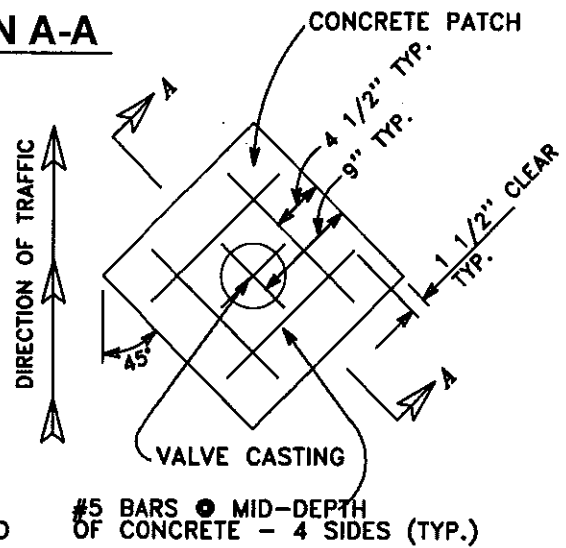 N A-A
CONCRETE PATCH
A
4 1/2" TYP.
9" TYP.
1 1/2" CLEAR
TYP.
DIRECTION OF TRAFFIC
45°
A
VALVE CASTING
#5 BARS @ MID-DEPTH
D OF CONCRETE - 4 SIDES (TYP.)